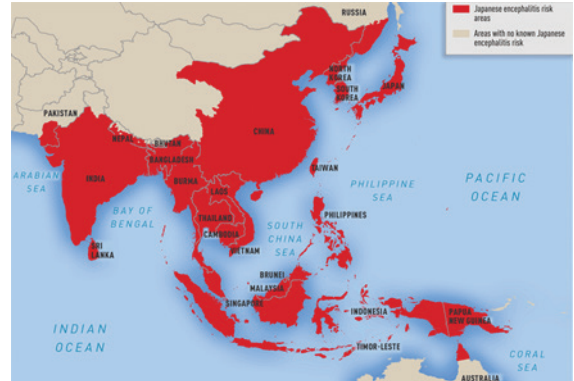 Japanese encephalitis risk
areas
Areas with no known Japanese
encephalitis risk
RUSSIA
NORTH
KOREA
SOUTH
KOREA
JAPAN
PAKISTAN
CHINA
NEPAL
BHUTAN
BANGLADESH
INDIA
BURMA
TAIWAN
ARABIAN
SEA
LAOS
PACIFIC
OCEAN
PHILIPPINE
SEA
BAY OF
BENGAL
THAILAND
PHILIPPINES
CAMBODIA
SOUTH
CHINA
SEA
VIETNAM
SRI
LANKA
BRUNEI
MALAYSIA
SINGAPORE
INDONESIA
PAPUA
NEW GUINEA
INDIAN
OCEAN
TIMOR-LESTE
CORAL
SEA
AUSTRALIA